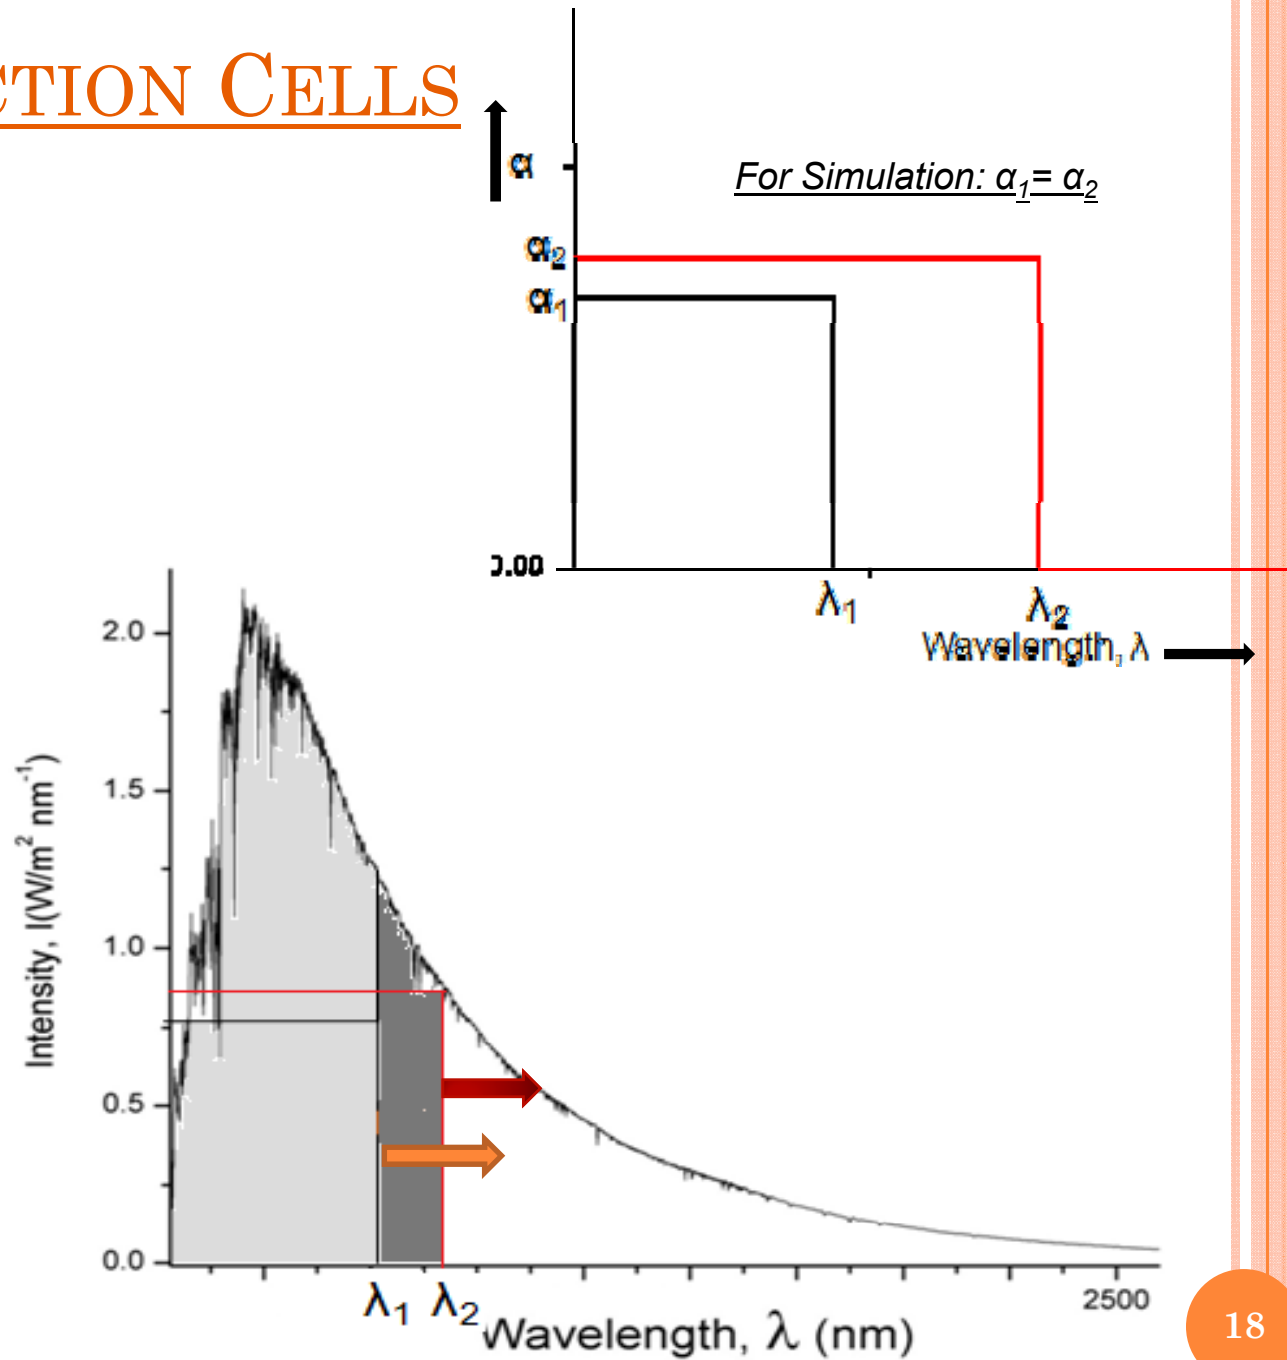 CTION CELLS
α
For Simulation: α1= α2
α2
α1
0.00
λ1
λ2
Wavelength, λ
2.0
1.5
1.0
0.5
0.0
Intensity, I(W/m² nm⁻¹)
λ1 λ2
2500
Wavelength, λ (nm)
18